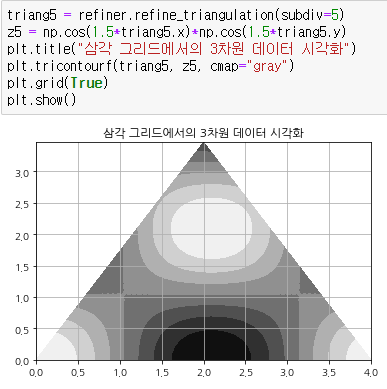 triang5 = refiner.refine_triangulation(subdiv=5)
z5 = np.cos(1.5*triang5.x)*np.cos(1.5*triang5.y)
plt.title("삼각 그리드에서의 3차원 데이터 시각화")
plt.tricontourf(triang5, z5, cmap="gray")
plt.grid(True)
plt.show()
삼각 그리드에서의 3차원 데이터 시각화
3.0
2.5
2.0
1.5
1.0
0.5
0.0
0,0 0,5 1,0 1,5 2,0 2,5 3,0 3,5 4,0